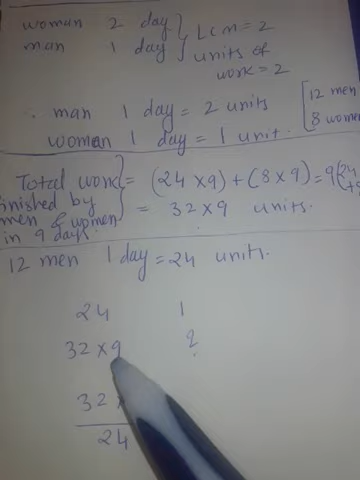 woman 2 day } LCM = 2
man 1 day } units of
work = 2
∴ man 1 day = 2 units [12 men
woman 1 day = 1 unit. 8 women
Total work } = (24 × 9) + (8 × 9) = 9(24
finished by } = 32 × 9 units. +8
men & women
in 9 days
12 men 1 day = 24 units.
24 1
32 × 9 ?
32 ×
24